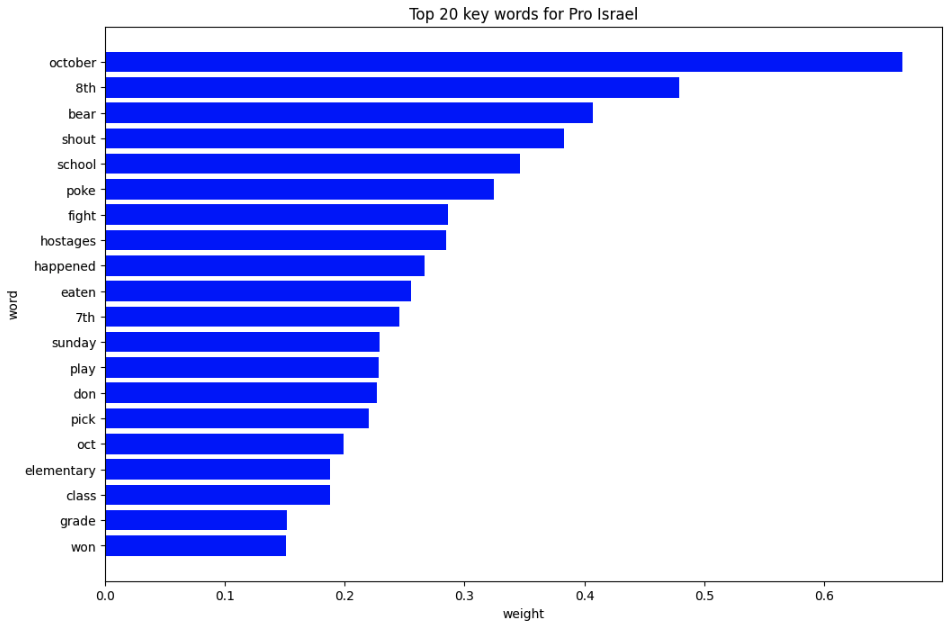 Top 20 key words for Pro Israel
word
october
8th
bear
shout
school
poke
fight
hostages
happened
eaten
7th
sunday
play
don
pick
oct
elementary
class
grade
won
0.0 0.1 0.2 0.3 0.4 0.5 0.6
weight